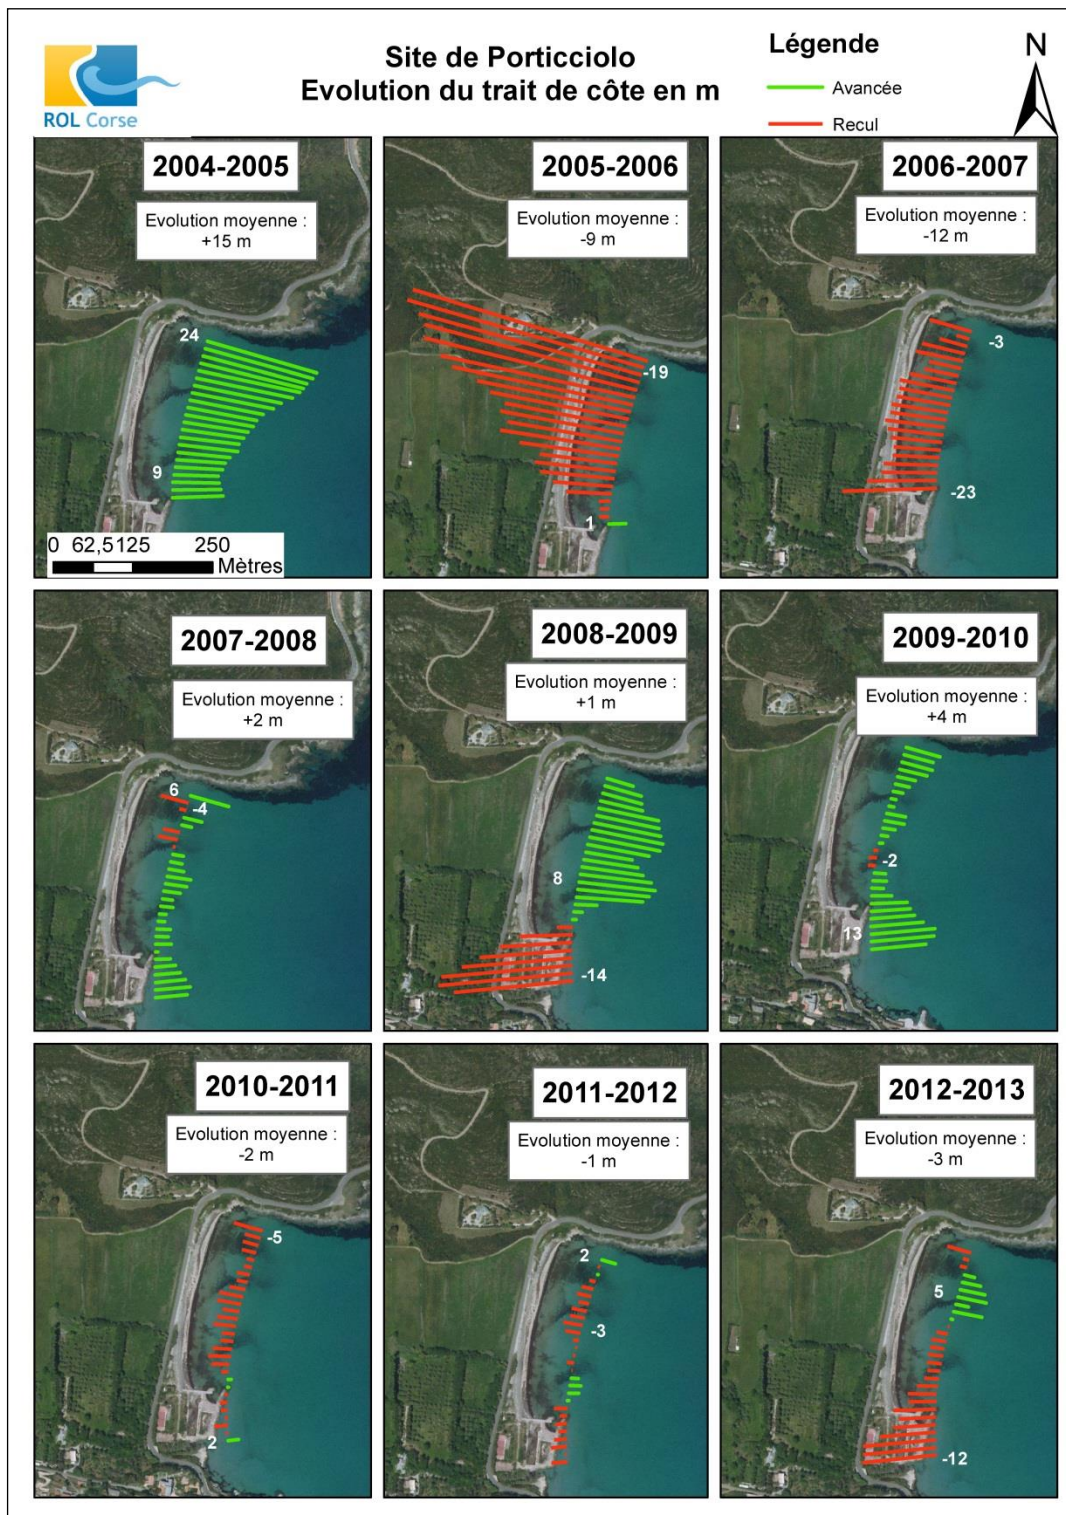 ROL Corse
Site de Porticciolo
Evolution du trait de côte en m
Légende
Avancée
Recul
N
2004-2005
Evolution moyenne :
+15 m
24
9
0 62,5 125 250
Mètres
2005-2006
Evolution moyenne :
-9 m
-19
1
2006-2007
Evolution moyenne :
-12 m
-3
-23
2007-2008
Evolution moyenne :
+2 m
6
-4
2008-2009
Evolution moyenne :
+1 m
8
-14
2009-2010
Evolution moyenne :
+4 m
-2
13
2010-2011
Evolution moyenne :
-2 m
-5
2
2011-2012
Evolution moyenne :
-1 m
2
-3
2012-2013
Evolution moyenne :
-3 m
5
-12